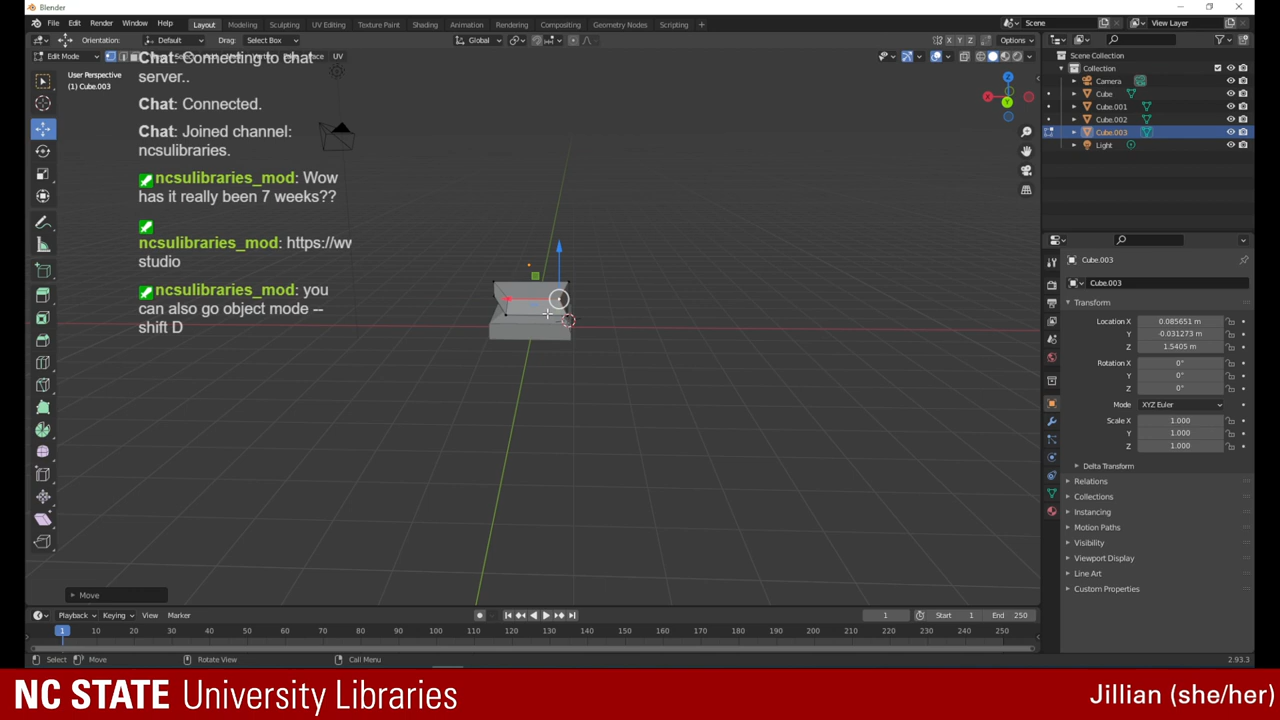 Blender
File Edit Render Window Help
Layout Modeling Sculpting UV Editing Texture Paint Shading Animation Rendering Compositing Geometry Nodes Scripting +
Scene
View Layer
Orientation: Default Drag: Select Box
Global
X Y Z Options
Edit Mode
UV
User Perspective
(1) Cube.003
Chat: Connecting to chat
server..
Chat: Connected.
Chat: Joined channel:
ncsulibraries.
ncsulibraries_mod: Wow
has it really been 7 weeks??
ncsulibraries_mod: https://ww
studio
ncsulibraries_mod: you
can also go object mode --
shift D
X
Y
Z
Scene Collection
Collection
Camera
Cube
Cube.001
Cube.002
Cube.003
Light
Cube.003
Cube.003
Transform
Location X 0.085651 m
Y -0.031273 m
Z 1.5405 m
Rotation X 0°
Y 0°
Z 0°
Mode XYZ Euler
Scale X 1.000
Y 1.000
Z 1.000
Delta Transform
Relations
Collections
Instancing
Motion Paths
Visibility
Viewport Display
Line Art
Custom Properties
Move
Playback Keying View Marker
1 Start 1 End 250
1 10 20 30 40 50 60 70 80 90 100 110 120 130 140 150 160 170 180 190 200 210 220 230 240 250
Select Move Rotate View Call Menu 2.93.3
NC STATE University Libraries
Jillian (she/her)